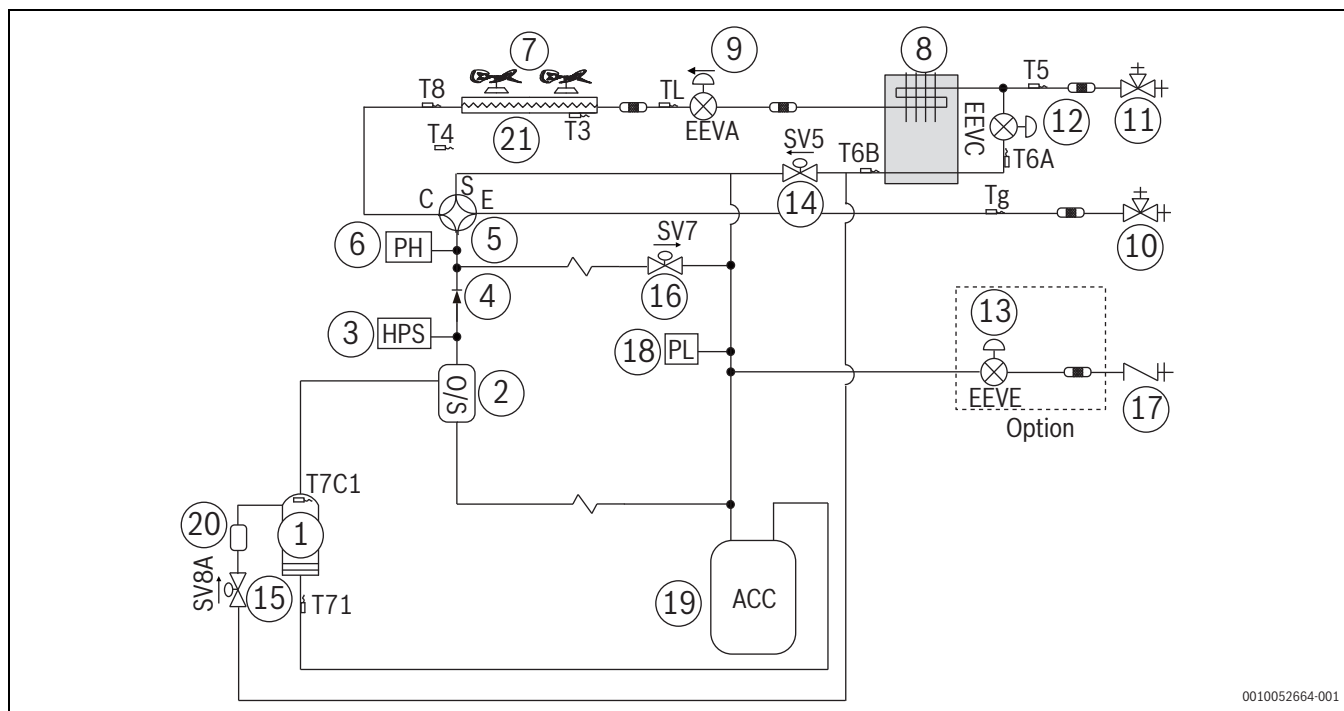 7
9
8
T8
TL
T5
EEVA
T4
21
T3
EEVC
12
11
SV5
T6B
T6A
S
C
E
14
Tg
6
PH
5
SV7
10
16
4
3
HPS
18
PL
13
O/S
2
EEVE
17
Option
T7C1
20
1
SV8A
15
T71
19
ACC
0010052664-001